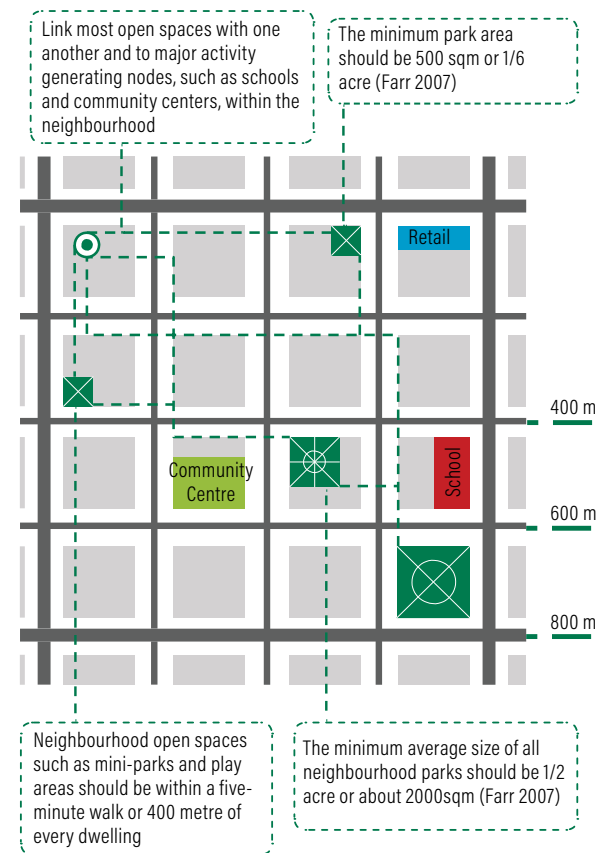 Link most open spaces with one
another and to major activity
generating nodes, such as schools
and community centers, within the
neighbourhood
The minimum park area
should be 500 sqm or 1/6
acre (Farr 2007)
Retail
400 m
Community
Centre
School
600 m
800 m
Neighbourhood open spaces
such as mini-parks and play
areas should be within a five-
minute walk or 400 metre of
every dwelling
The minimum average size of all
neighbourhood parks should be 1/2
acre or about 2000sqm (Farr 2007)